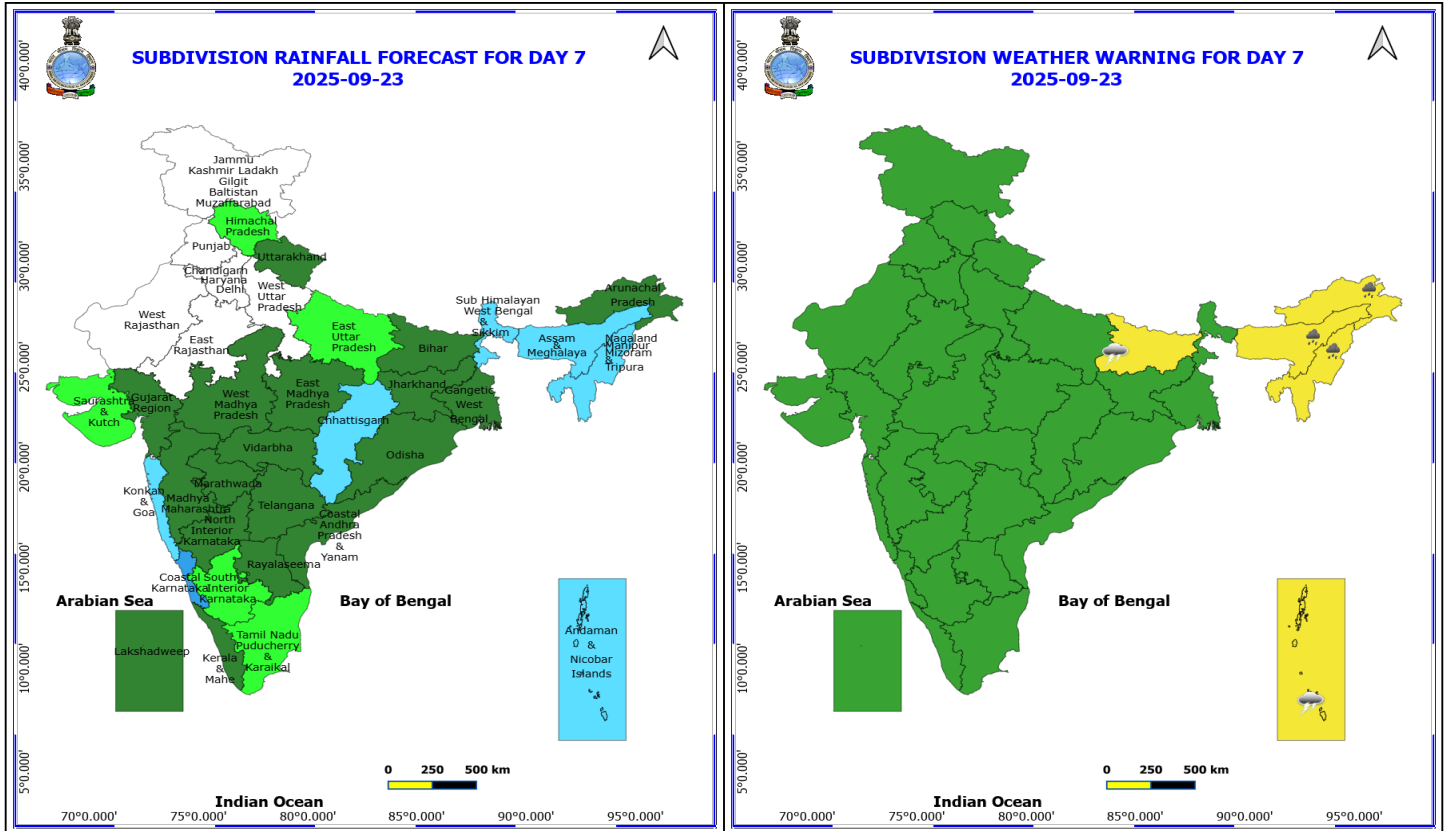 SUBDIVISION RAINFALL FORECAST FOR DAY 7
2025-09-23
40°0.000'
35°0.000'
30°0.000'
25°0.000'
20°0.000'
15°0.000'
10°0.000'
5°0.000'
Jammu
Kashmir Ladakh
Gilgit
Baltistan
Muzaffarabad
Himachal
Pradesh
Punjab
Uttarakhand
Chandigarh
Haryana
Delhi
West
Uttar
Pradesh
West
Rajasthan
East
Rajasthan
East
Uttar
Pradesh
Bihar
Sub Himalayan
West Bengal
&
Sikkim
Arunachal
Pradesh
Assam
&
Meghalaya
Nagaland
Manipur
Mizoram
&
Tripura
Saurashtra
&
Kutch
Gujarat
Region
West
Madhya
Pradesh
East
Madhya
Pradesh
Jharkhand
Gangetic
West
Bengal
Chhattisgarh
Odisha
Vidarbha
Konkan
&
Goa
Madhya
Maharashtra
Marathwada
Telangana
North
Interior
Karnataka
Coastal
Andhra
Pradesh
&
Yanam
Rayalaseema
Coastal
Karnataka
South
Interior
Karnataka
Tamil Nadu
Puducherry
&
Karaikal
Kerala
&
Mahe
Lakshadweep
Andaman
&
Nicobar
Islands
Arabian Sea
Bay of Bengal
0 250 500 km
Indian Ocean
70°0.000' 75°0.000' 80°0.000' 85°0.000' 90°0.000' 95°0.000'
SUBDIVISION WEATHER WARNING FOR DAY 7
2025-09-23
40°0.000'
35°0.000'
30°0.000'
25°0.000'
20°0.000'
15°0.000'
10°0.000'
5°0.000'
Arabian Sea
Bay of Bengal
0 250 500 km
Indian Ocean
70°0.000' 75°0.000' 80°0.000' 85°0.000' 90°0.000' 95°0.000'